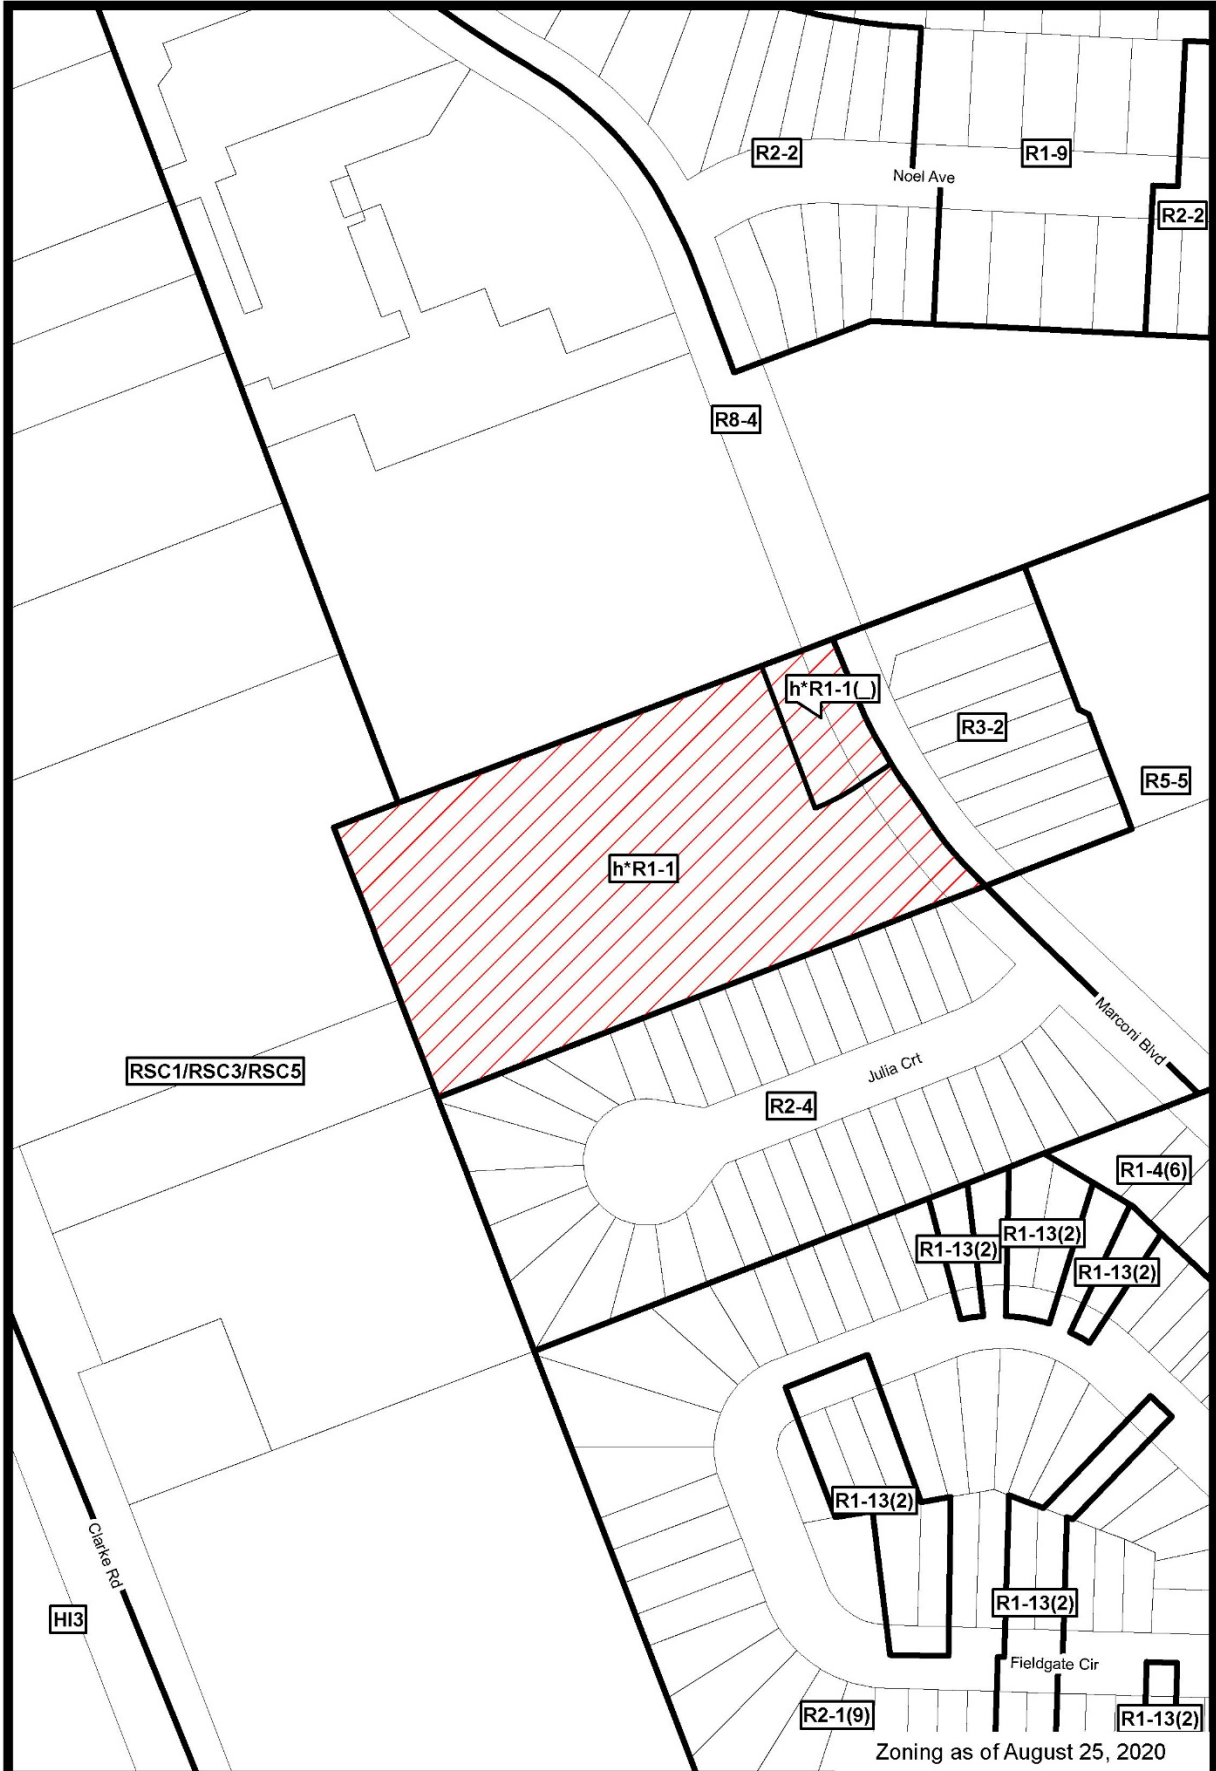 R2-2
R1-9
Noel Ave
R2-2
R8-4
h*R1-1(_)
R3-2
R5-5
h*R1-1
Marconi Blvd
Julia Crt
RSC1/RSC3/RSC5
R2-4
R1-4(6)
R1-13(2)
R1-13(2)
R1-13(2)
R1-13(2)
Clarke Rd
HI3
R1-13(2)
Fieldgate Cir
R2-1(9)
R1-13(2)
Zoning as of August 25, 2020